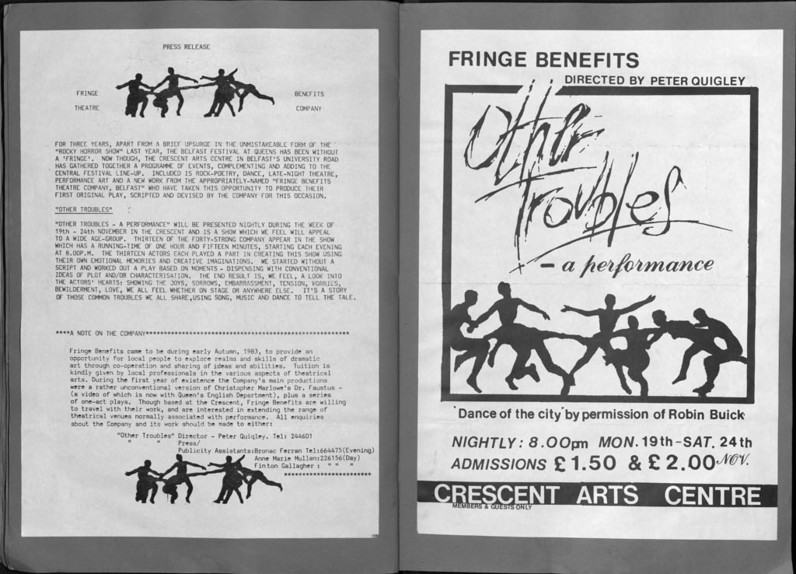 PRESS RELEASE
FRINGE BENEFITS
THEATRE COMPANY
FOR THREE YEARS, APART FROM A BRIEF UPSURGE IN THE UNMISTAKEABLE FORM OF THE
"ROCKY HORROR SHOW" LAST YEAR, THE BELFAST FESTIVAL AT QUEENS HAS BEEN WITHOUT
A 'FRINGE'. NOW THOUGH, THE CRESCENT ARTS CENTRE IN BELFAST'S UNIVERSITY ROAD
HAS GATHERED TOGETHER A PROGRAMME OF EVENTS, COMPLEMENTING AND ADDING TO THE
CENTRAL FESTIVAL LINE-UP. INCLUDED IS ROCK-POETRY, DANCE, LATE-NIGHT THEATRE,
PERFORMANCE ART AND A NEW WORK FROM THE APPROPRIATELY-NAMED "FRINGE BENEFITS
THEATRE COMPANY, BELFAST" WHO HAVE TAKEN THIS OPPORTUNITY TO PRODUCE THEIR
FIRST ORIGINAL PLAY, SCRIPTED AND DEVISED BY THE COMPANY FOR THIS OCCASION.
"OTHER TROUBLES" :
"OTHER TROUBLES - A PERFORMANCE" WILL BE PRESENTED NIGHTLY DURING THE WEEK OF
19th - 24th NOVEMBER IN THE CRESCENT AND IS A SHOW WHICH WE FEEL WILL APPEAL
TO A WIDE AGE-GROUP. THIRTEEN OF THE FORTY-STRONG COMPANY APPEAR IN THE SHOW
WHICH HAS A RUNNING-TIME OF ONE HOUR AND FIFTEEN MINUTES, STARTING EACH EVENING
AT 8.00P.M. THE THIRTEEN ACTORS EACH PLAYED A PART IN CREATING THIS SHOW USING
THEIR OWN EMOTIONAL MEMORIES AND CREATIVE IMAGINATIONS. WE STARTED WITHOUT A
SCRIPT AND WORKED OUT A PLAY BASED ON MOMENTS - DISPENSING WITH CONVENTIONAL
IDEAS OF PLOT AND/OR CHARACTERISATION. THE END RESULT IS, WE FEEL, A LOOK INTO
THE ACTORS' HEARTS: SHOWING THE JOYS, SORROWS, EMBARRASSMENT, TENSION, WORRIES,
BEWILDERMENT, LOVE, WE ALL FEEL WHETHER ON STAGE OR ANYWHERE ELSE. IT'S A STORY
OF THOSE COMMON TROUBLES WE ALL SHARE,USING SONG, MUSIC AND DANCE TO TELL THE TALE.
****A NOTE ON THE COMPANY****
Fringe Benefits came to be during early Autumn, 1983, to provide an
opportunity for local people to explore realms and skills of dramatic
art through co-operation and sharing of ideas and abilities. Tuition is
kindly given by local professionals in the various aspects of theatrical
arts. During the first year of existence the Company's main productions
were a rather unconventional version of Christopher Marlowe's Dr. Faustus -
(a video of which is now with Queen's English Department), plus a series
of one-act plays. Though based at the Crescent, Fringe Benefits are willing
to travel with their work, and are interested in extending the range of
theatrical venues normally associated with performance. All enquiries
about the Company and its work should be made to either:
"Other Troubles" Director - Peter Quigley. Tel: 244601
" " Press/
Publicity Assistants:Bronac Ferran Tel:664475(Evening)
Anne Marie Mullan:226156(Day)
Finton Gallagher : " " "
FRINGE BENEFITS
DIRECTED BY PETER QUIGLEY
Other
Troubles
- a performance
'Dance of the city' by permission of Robin Buick
NIGHTLY: 8.00pm MON. 19th-SAT. 24th
ADMISSIONS £1.50 & £2.00 NOV.
CRESCENT ARTS CENTRE
MEMBERS & GUESTS ONLY